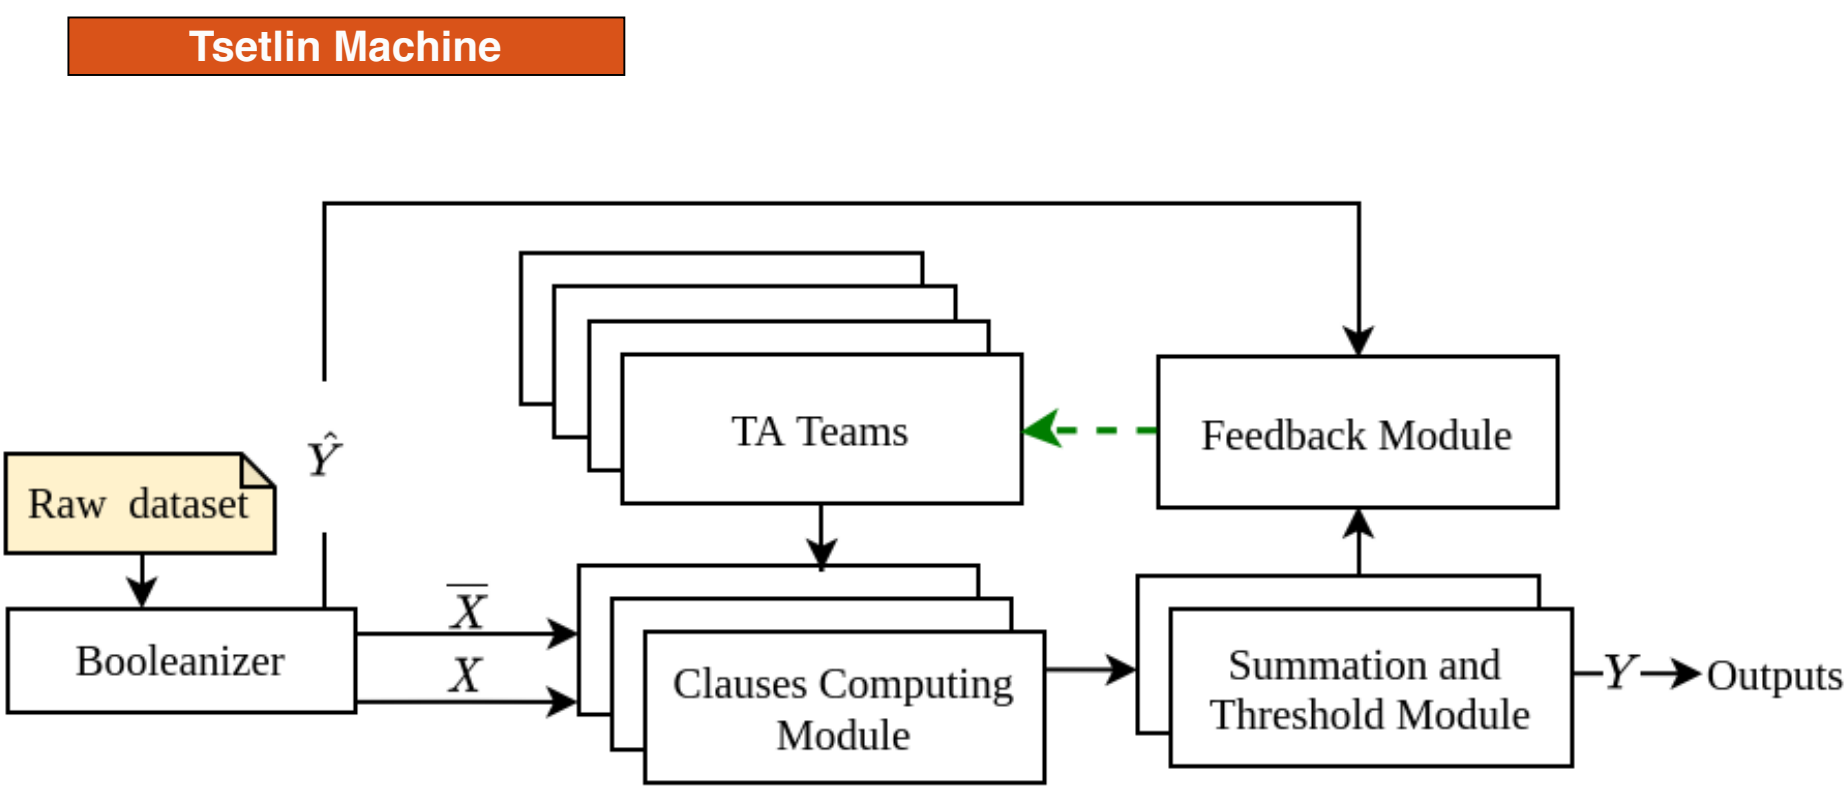 Tsetlin Machine
TA Teams
Feedback Module
Ŷ
Raw dataset
X̅
Booleanizer
X
Clauses Computing
Module
Summation and
Threshold Module
Y
Outputs